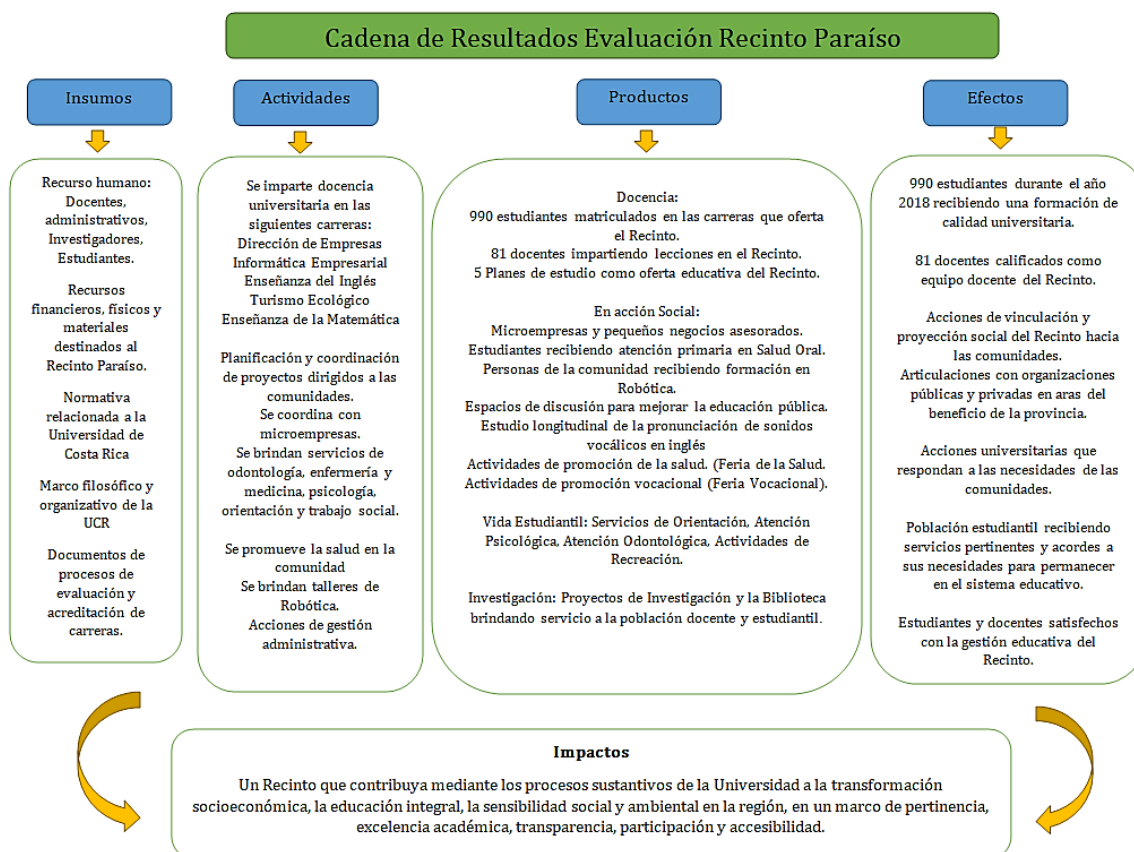 Cadena de Resultados Evaluación Recinto Paraíso
Insumos
Recurso humano:
Docentes,
administrativos,
Investigadores,
Estudiantes.
Recursos
financieros, físicos y
materiales
destinados al
Recinto Paraíso.
Normativa
relacionada a la
Universidad de
Costa Rica
Marco filosófico y
organizativo de la
UCR
Documentos de
procesos de
evaluación y
acreditación de
carreras.
Actividades
Se imparte docencia
universitaria en las
siguientes carreras:
Dirección de Empresas
Informática Empresarial
Enseñanza del Inglés
Turismo Ecológico
Enseñanza de la Matemática
Planificación y coordinación
de proyectos dirigidos a las
comunidades.
Se coordina con
microempresas.
Se brindan servicios de
odontología, enfermería y
medicina, psicología,
orientación y trabajo social.
Se promueve la salud en la
comunidad
Se brindan talleres de
Robótica.
Acciones de gestión
administrativa.
Productos
Docencia:
990 estudiantes matriculados en las carreras que oferta
el Recinto.
81 docentes impartiendo lecciones en el Recinto.
5 Planes de estudio como oferta educativa del Recinto.
En acción Social:
Microempresas y pequeños negocios asesorados.
Estudiantes recibiendo atención primaria en Salud Oral.
Personas de la comunidad recibiendo formación en
Robótica.
Espacios de discusión para mejorar la educación pública.
Estudio longitudinal de la pronunciación de sonidos
vocálicos en inglés
Actividades de promoción de la salud. (Feria de la Salud.
Actividades de promoción vocacional (Feria Vocacional).
Vida Estudiantil: Servicios de Orientación, Atención
Psicológica, Atención Odontológica, Actividades de
Recreación.
Investigación: Proyectos de Investigación y la Biblioteca
brindando servicio a la población docente y estudiantil.
Efectos
990 estudiantes durante el año
2018 recibiendo una formación de
calidad universitaria.
81 docentes calificados como
equipo docente del Recinto.
Acciones de vinculación y
proyección social del Recinto hacia
las comunidades.
Articulaciones con organizaciones
públicas y privadas en aras del
beneficio de la provincia.
Acciones universitarias que
respondan a las necesidades de las
comunidades.
Población estudiantil recibiendo
servicios pertinentes y acordes a
sus necesidades para permanecer
en el sistema educativo.
Estudiantes y docentes satisfechos
con la gestión educativa del
Recinto.
Impactos
Un Recinto que contribuya mediante los procesos sustantivos de la Universidad a la transformación
socioeconómica, la educación integral, la sensibilidad social y ambiental en la región, en un marco de pertinencia,
excelencia académica, transparencia, participación y accesibilidad.